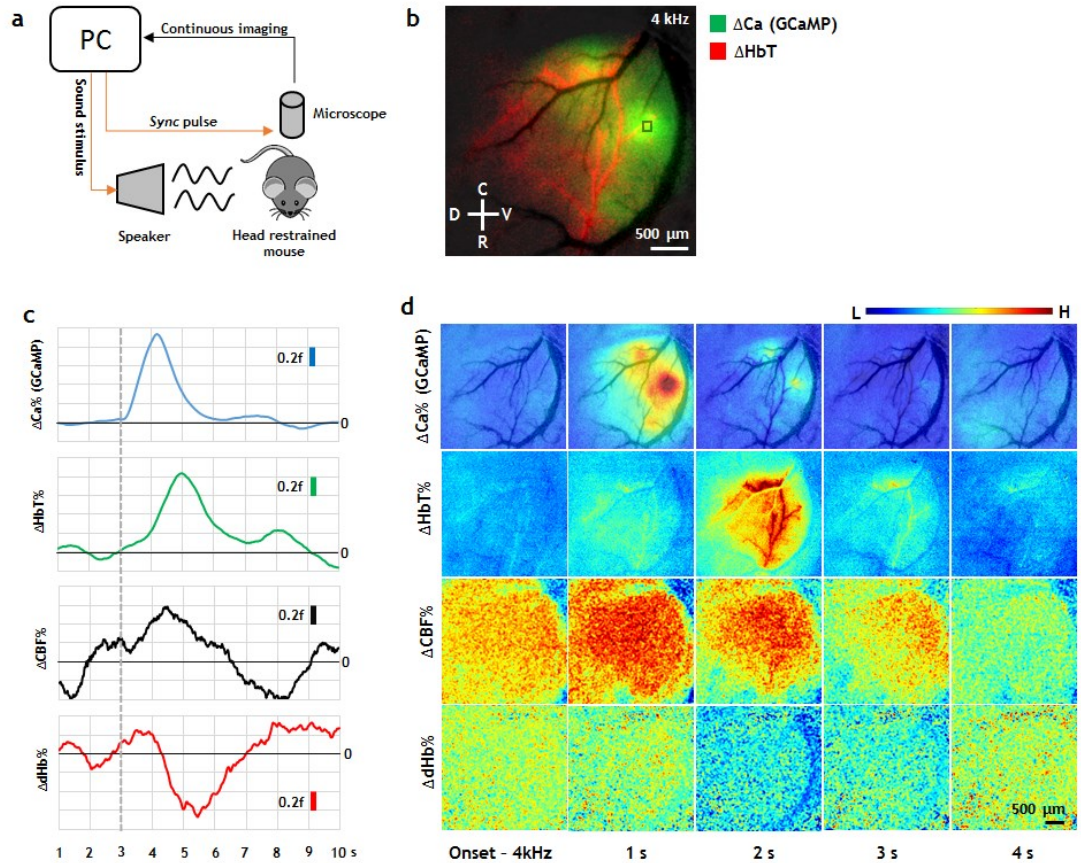 a
PC
Continuous imaging
Sound stimulus
Sync pulse
Microscope
Speaker
Head restrained
mouse
b
4 kHz
C
D V
R
500 µm
ΔCa (GCaMP)
ΔHbT
c
ΔCa% (GCaMP)
0.2f
0
ΔHbT%
0.2f
0
ΔCBF%
0.2f
0
ΔdHb%
0
0.2f
1 2 3 4 5 6 7 8 9 10 s
d
L H
ΔCa% (GCaMP)
ΔHbT%
ΔCBF%
ΔdHb%
500 µm
Onset - 4kHz 1 s 2 s 3 s 4 s